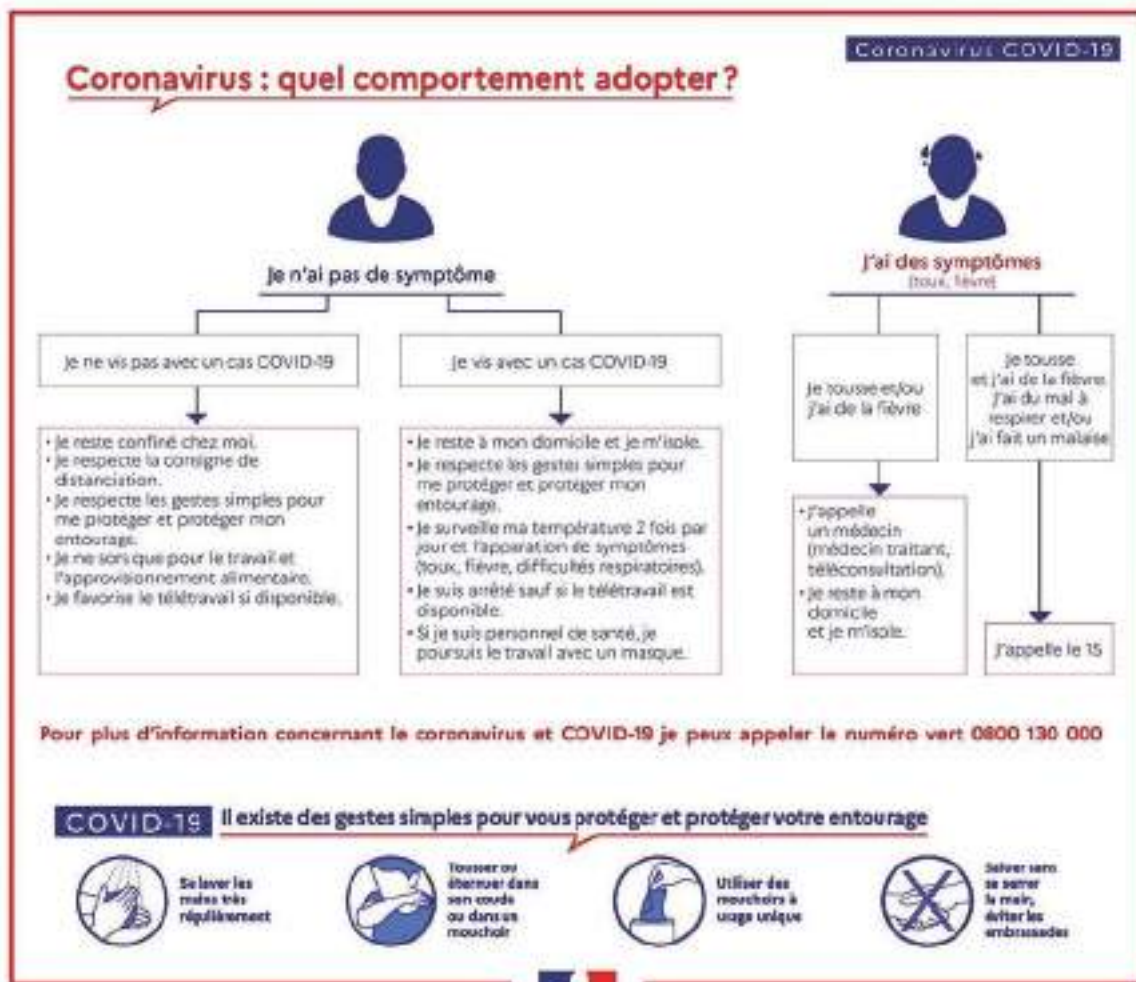 Coronavirus COVID-19
Coronavirus : quel comportement adopter ?
Je n'ai pas de symptôme
J'ai des symptômes
(toux, fièvre)
Je ne vis pas avec un cas COVID-19
Je vis avec un cas COVID-19
Je tousse et/ou
j'ai de la fièvre
Je tousse
et j'ai de la fièvre
J'ai du mal à
respirer et/ou
j'ai fait un malaise
• Je reste confiné chez moi.
• Je respecte la consigne de
distanciation.
• Je respecte les gestes simples pour
me protéger et protéger mon
entourage.
• Je ne sors que pour le travail et
l'approvisionnement alimentaire.
• Je favorise le télétravail si disponible.
• Je reste à mon domicile et je m'isole.
• Je respecte les gestes simples pour
me protéger et protéger mon
entourage.
• Je surveille ma température 2 fois par
jour et l'apparation de symptômes
(toux, fièvre, difficultés respiratoires).
• Je suis arrêté sauf si le télétravail est
disponible.
• Si je suis personnel de santé, je
poursuis le travail avec un masque.
• J'appelle
un médecin
(médecin traitant,
téléconsultation).
• Je reste à mon
domicile
et je m'isole.
J'appelle le 15
Pour plus d'information concernant le coronavirus et COVID-19 je peux appeler le numéro vert 0800 130 000
COVID-19 Il existe des gestes simples pour vous protéger et protéger votre entourage
Se laver les
mains très
régulièrement
Tousser ou
éternuer dans
son coude
ou dans un
mouchoir
Utiliser des
mouchoirs à
usage unique
Saluer sans
se serrer
la main,
éviter les
embrassades